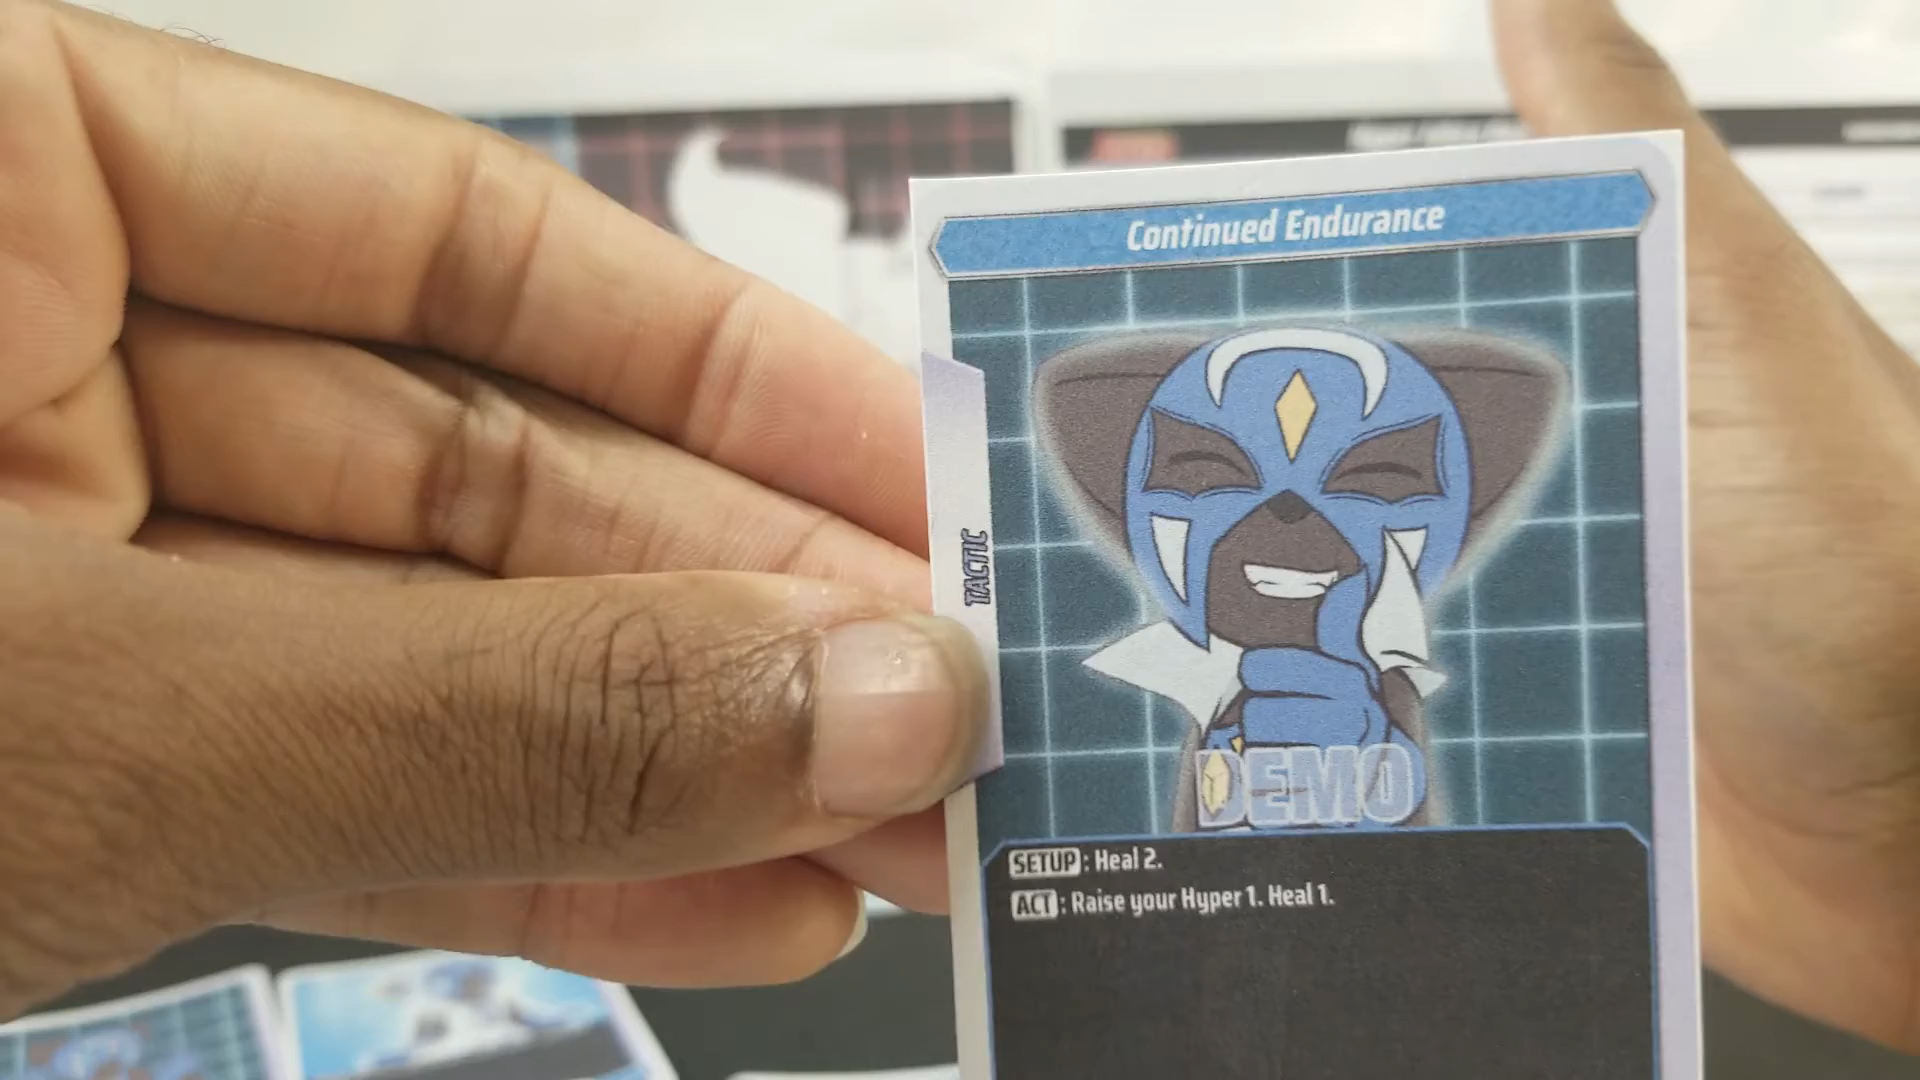 Continued Endurance
TACTIC
DEMO
SETUP: Heal 2.
ACT: Raise your Hyper 1. Heal 1.